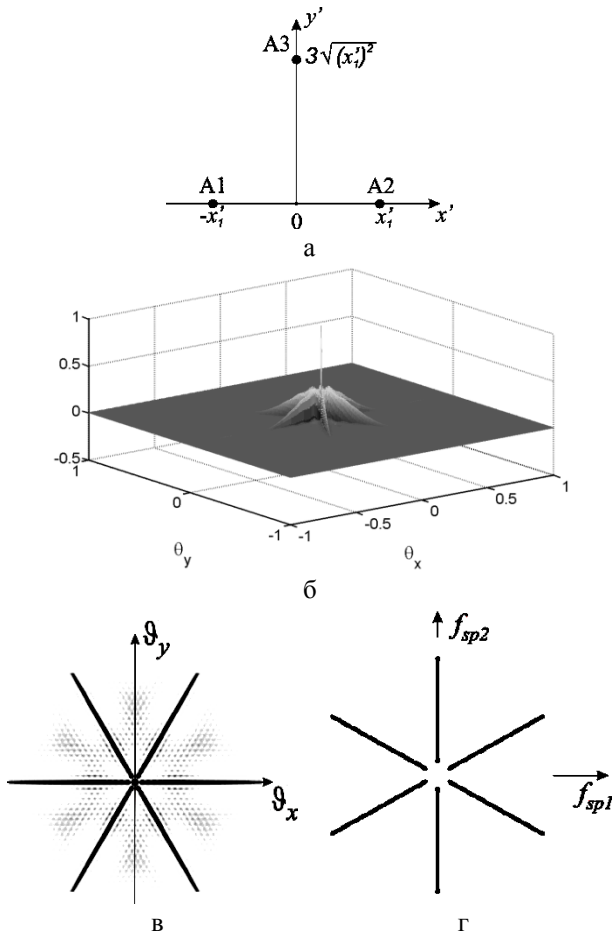 y'
A3
3√(x'₁)²
A1
A2
-x'₁
0
x'₁
x'
а
1
0.5
0
-0.5
1
0
-1
-1
-0.5
0
0.5
1
θy
θx
б
ϑy
ϑx
в
fsp2
fsp1
г